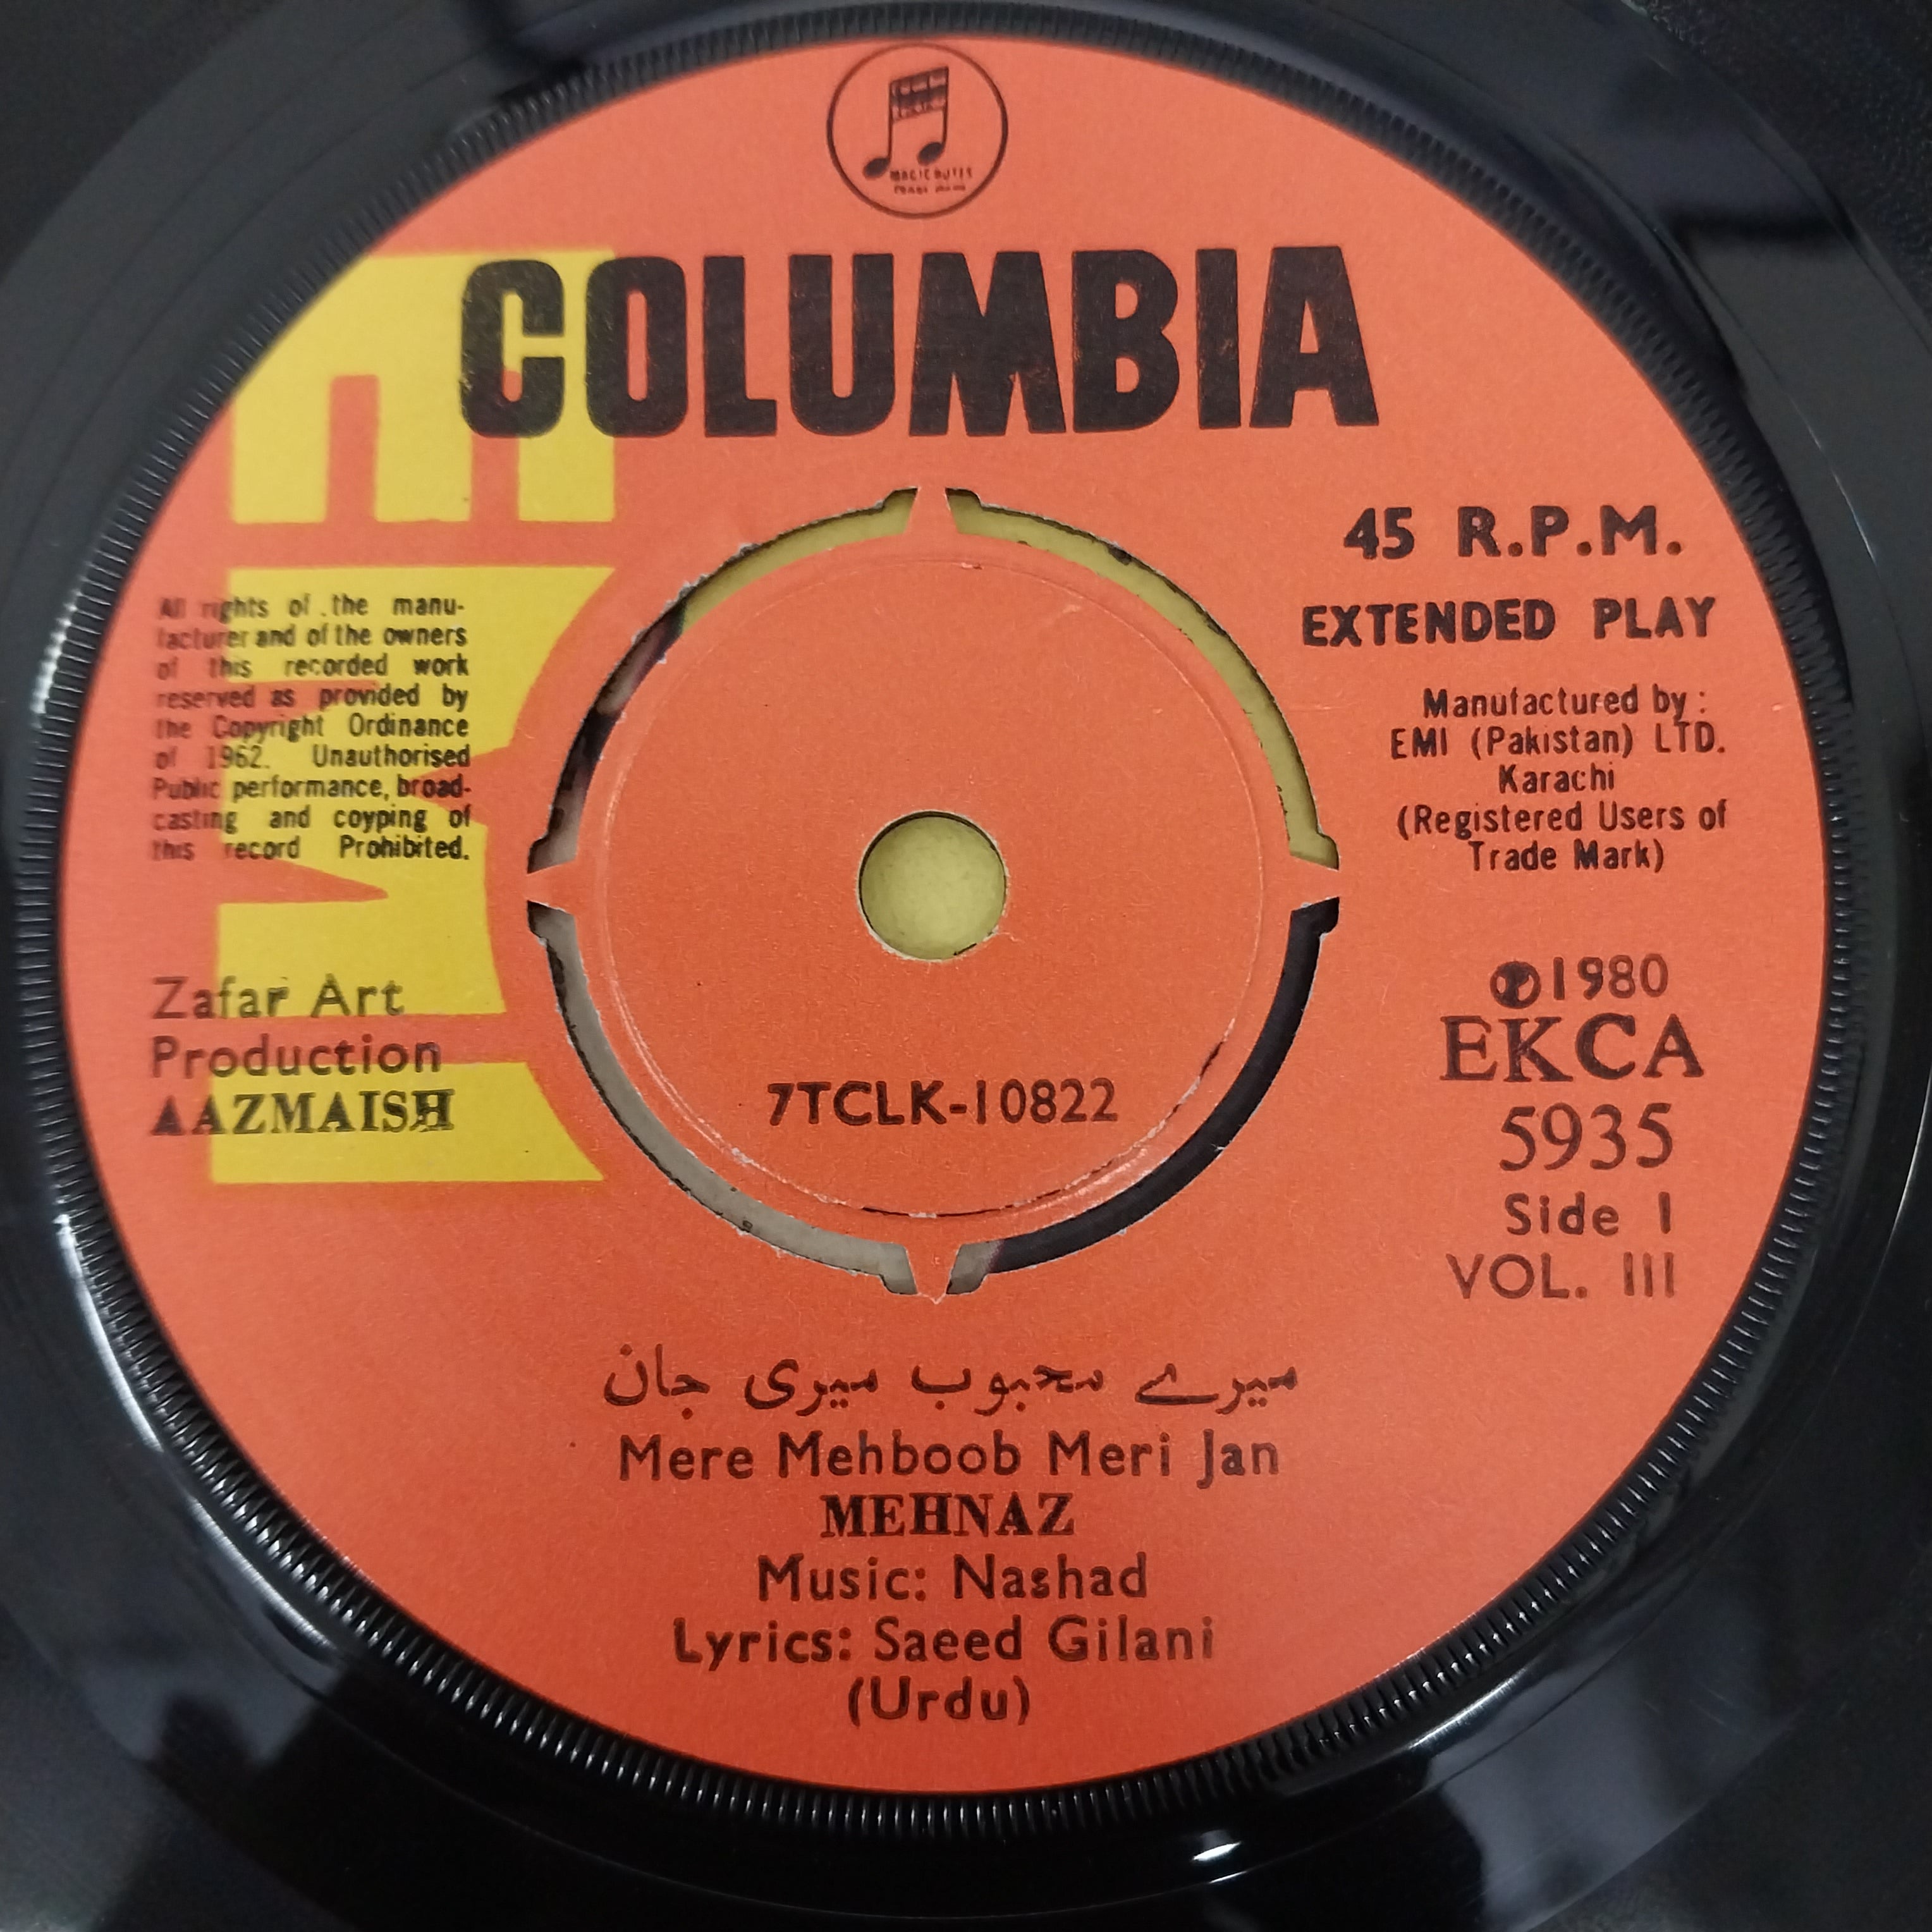 MAGIC NOTES
COLUMBIA
EMI
45 R.P.M.
EXTENDED PLAY
All rights of the manu-
facturer and of the owners
of this recorded work
reserved as provided by
the Copyright Ordinance
of 1962. Unauthorised
Public performance, broad-
casting and coyping of
this record Prohibited.
Manufactured by :
EMI (Pakistan) LTD.
Karachi
(Registered Users of
Trade Mark)
Zafar Art
Production
AAZMAISH
℗1980
EKCA
5935
Side 1
VOL. III
7TCLK-10822
میرے محبوب میری جان
Mere Mehboob Meri Jan
MEHNAZ
Music: Nashad
Lyrics: Saeed Gilani
(Urdu)